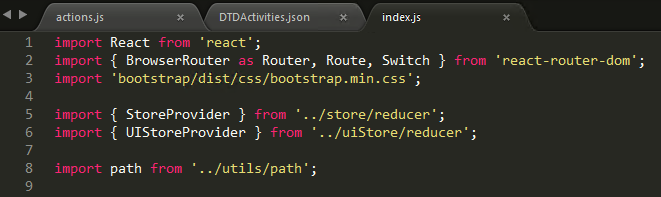 actions.js × DTDActivities.json × index.js ×
1 import React from 'react';
2 import { BrowserRouter as Router, Route, Switch } from 'react-router-dom';
3 import 'bootstrap/dist/css/bootstrap.min.css';
4
5 import { StoreProvider } from '../store/reducer';
6 import { UIStoreProvider } from '../uiStore/reducer';
7
8 import path from '../utils/path';
9